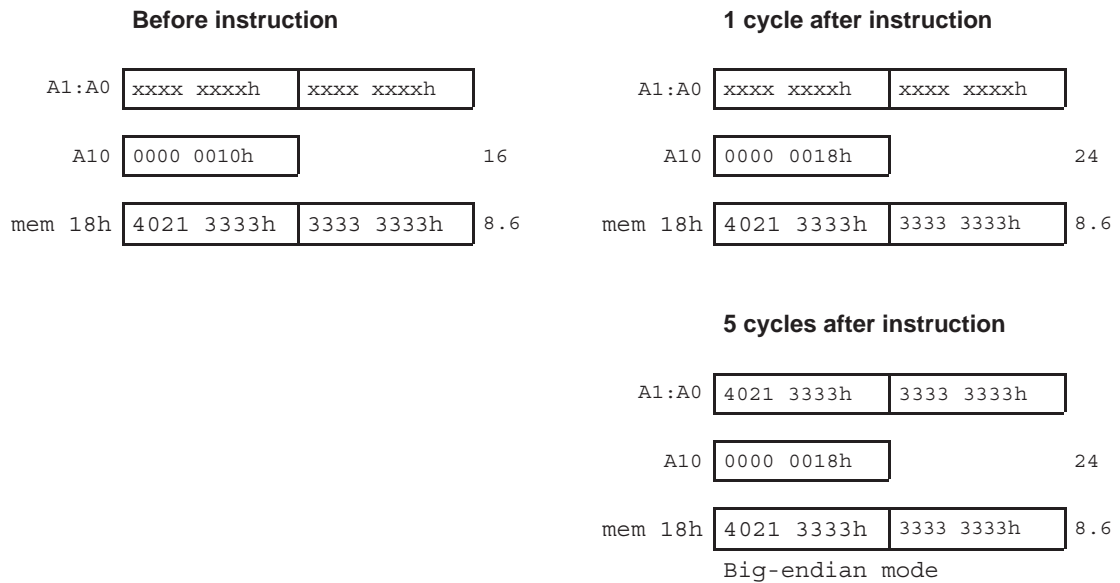 Before instruction
1 cycle after instruction
A1:A0 xxxx xxxxh xxxx xxxxh
A1:A0 xxxx xxxxh xxxx xxxxh
A10 0000 0010h 16
A10 0000 0018h 24
mem 18h 4021 3333h 3333 3333h 8.6
mem 18h 4021 3333h 3333 3333h 8.6
5 cycles after instruction
A1:A0 4021 3333h 3333 3333h
A10 0000 0018h 24
mem 18h 4021 3333h 3333 3333h 8.6
Big-endian mode